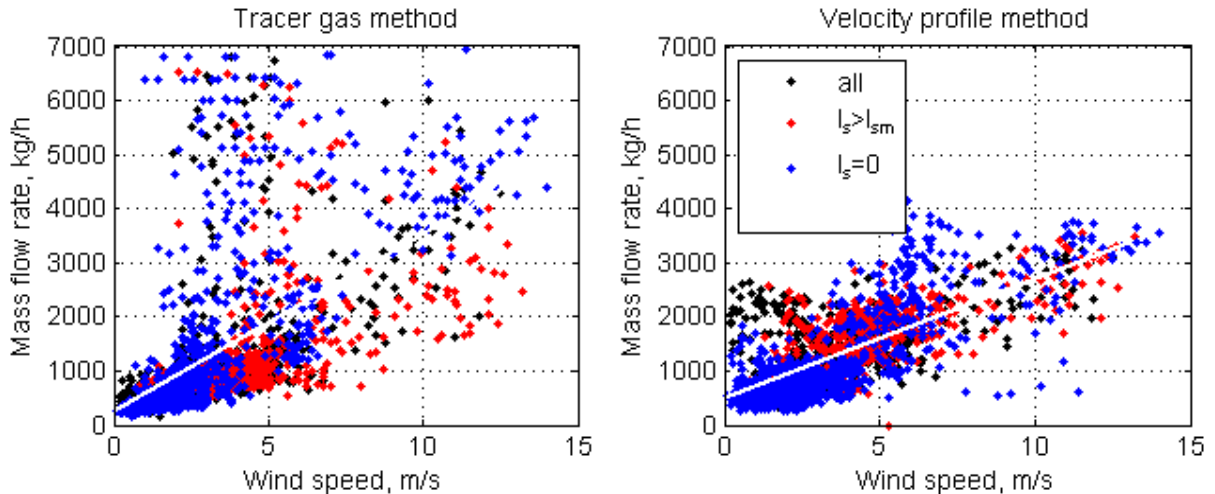 Tracer gas method
7000
6000
5000
4000
3000
2000
1000
0
Mass flow rate, kg/h
0 5 10 15
Wind speed, m/s
Velocity profile method
7000
6000
5000
4000
3000
2000
1000
0
Mass flow rate, kg/h
all
Is>Ism
Is=0
0 5 10 15
Wind speed, m/s